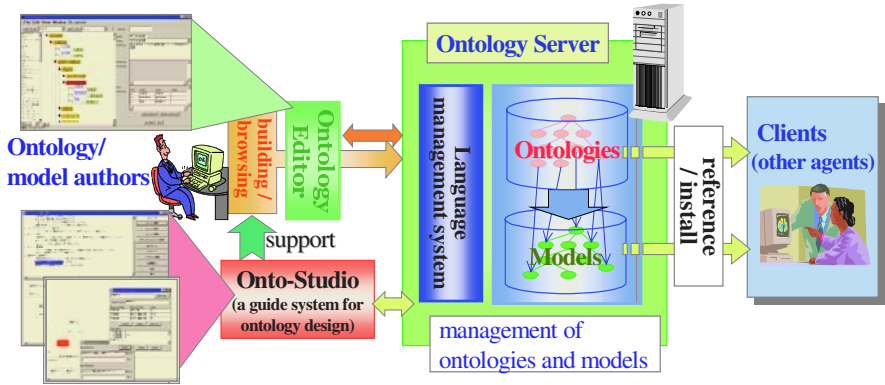 Ontology/
model authors
building /
browsing
Ontology
Editor
support
Onto-Studio
(a guide system for
ontology design)
Ontology Server
Language
management system
Ontologies
Models
management of
ontologies and models
reference
/ install
Clients
(other agents)